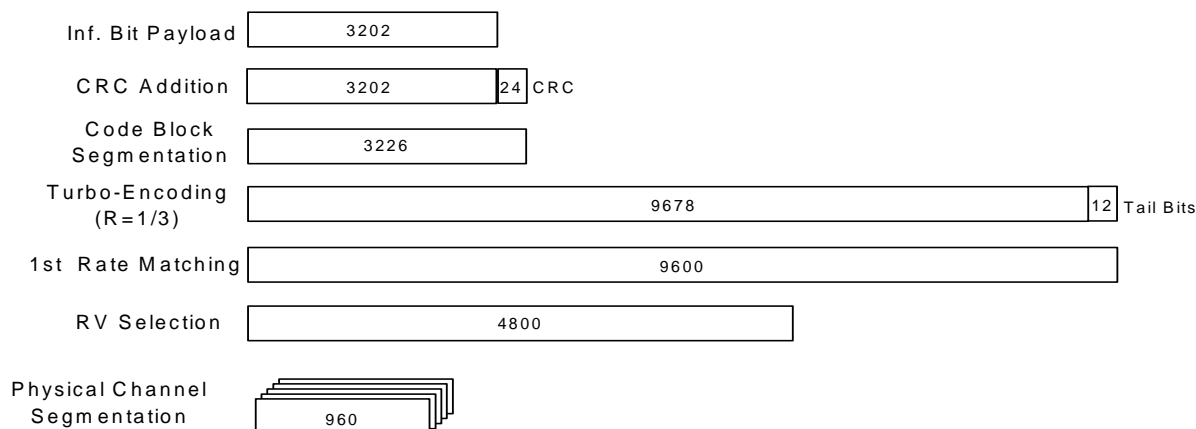 Inf. Bit Payload 3202
CRC Addition 3202 24 CRC
Code Block
Segmentation 3226
Turbo-Encoding
(R=1/3) 9678 12 Tail Bits
1st Rate Matching 9600
RV Selection 4800
Physical Channel
Segmentation 960